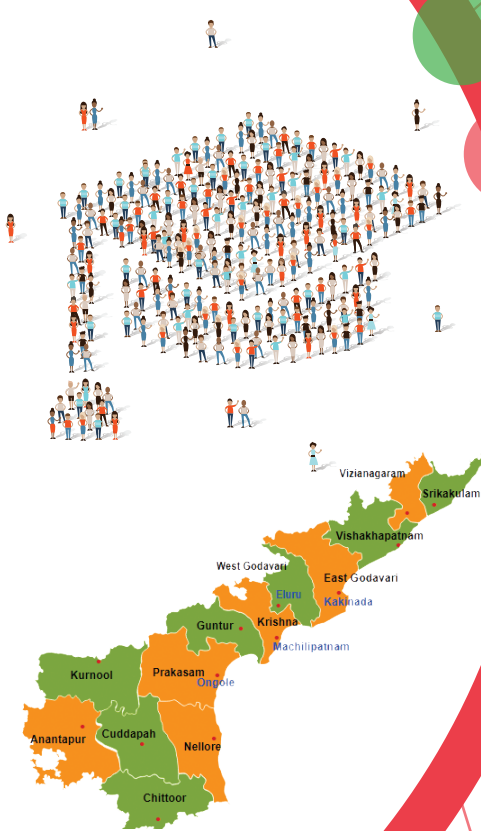 Vizianagaram
Srikakulam
Vishakhapatnam
West Godavari
East Godavari
Eluru
Kakinada
Krishna
Guntur
Machilipatnam
Prakasam
Kurnool
Ongole
Cuddapah
Anantapur
Nellore
Chittoor